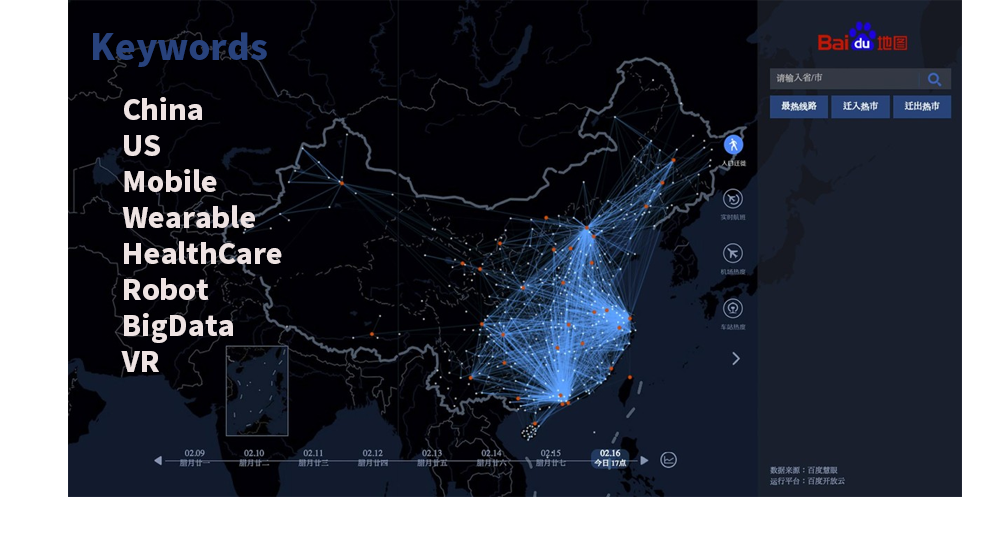 Keywords
China
US
Mobile
Wearable
HealthCare
Robot
BigData
VR
Bai du 地图
请输入省/市
最热线路 迁入热市 迁出热市
人口迁徙
实时航班
机场热度
车站热度
02.09 02.10 02.11 02.12 02.13 02.14 02.15 02.16
腊月廿一 腊月廿二 腊月廿三 腊月廿四 腊月廿五 腊月廿六 腊月廿七 今日 17点
数据来源：百度慧眼
运行平台：百度开放云